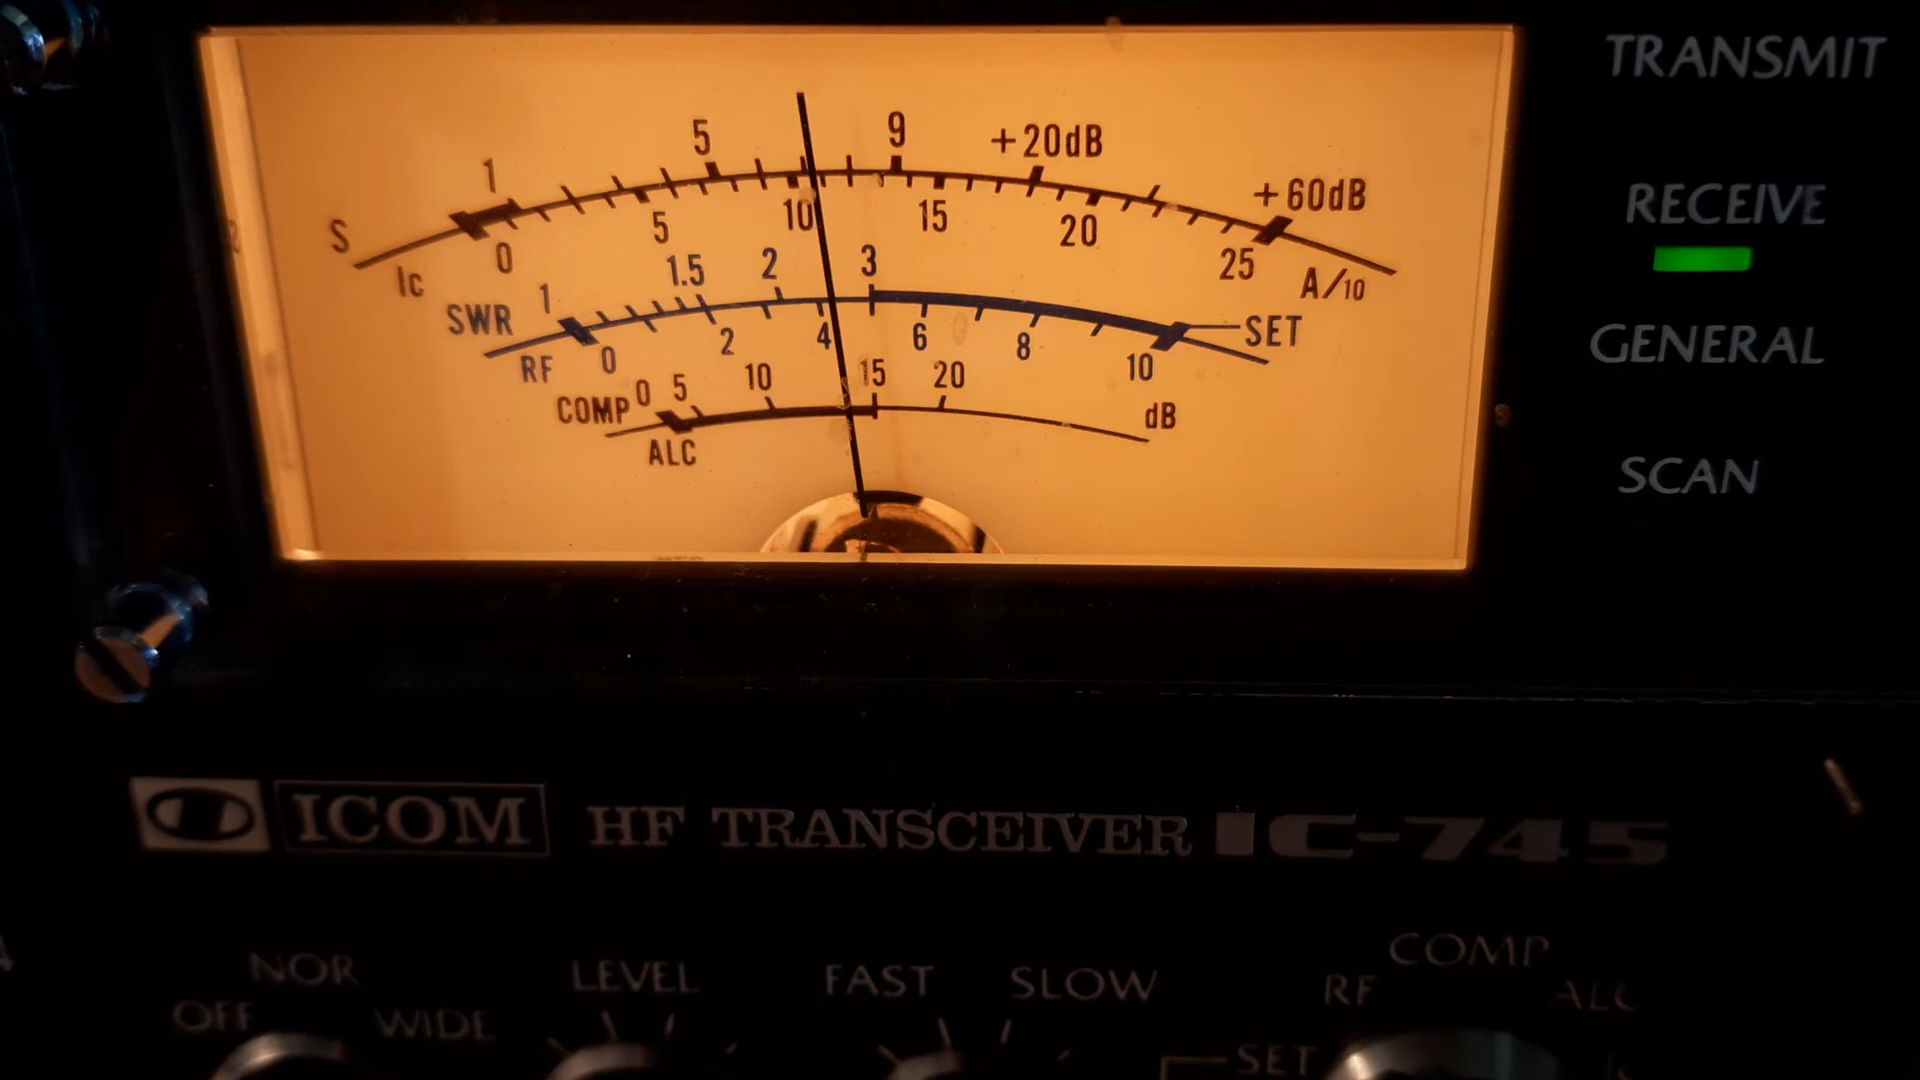 TRANSMIT
1 5 9 +20dB +60dB
S
0 5 10 15 20 25
Ic A/10
RECEIVE
SWR 1 1.5 2 3 SET
RF 0 2 4 6 8 10
GENERAL
COMP 0 5 10 15 20 dB
ALC
SCAN
ICOM HF TRANSCEIVER IC-745
NOR LEVEL FAST SLOW COMP
OFF WIDE RF ALC
SET